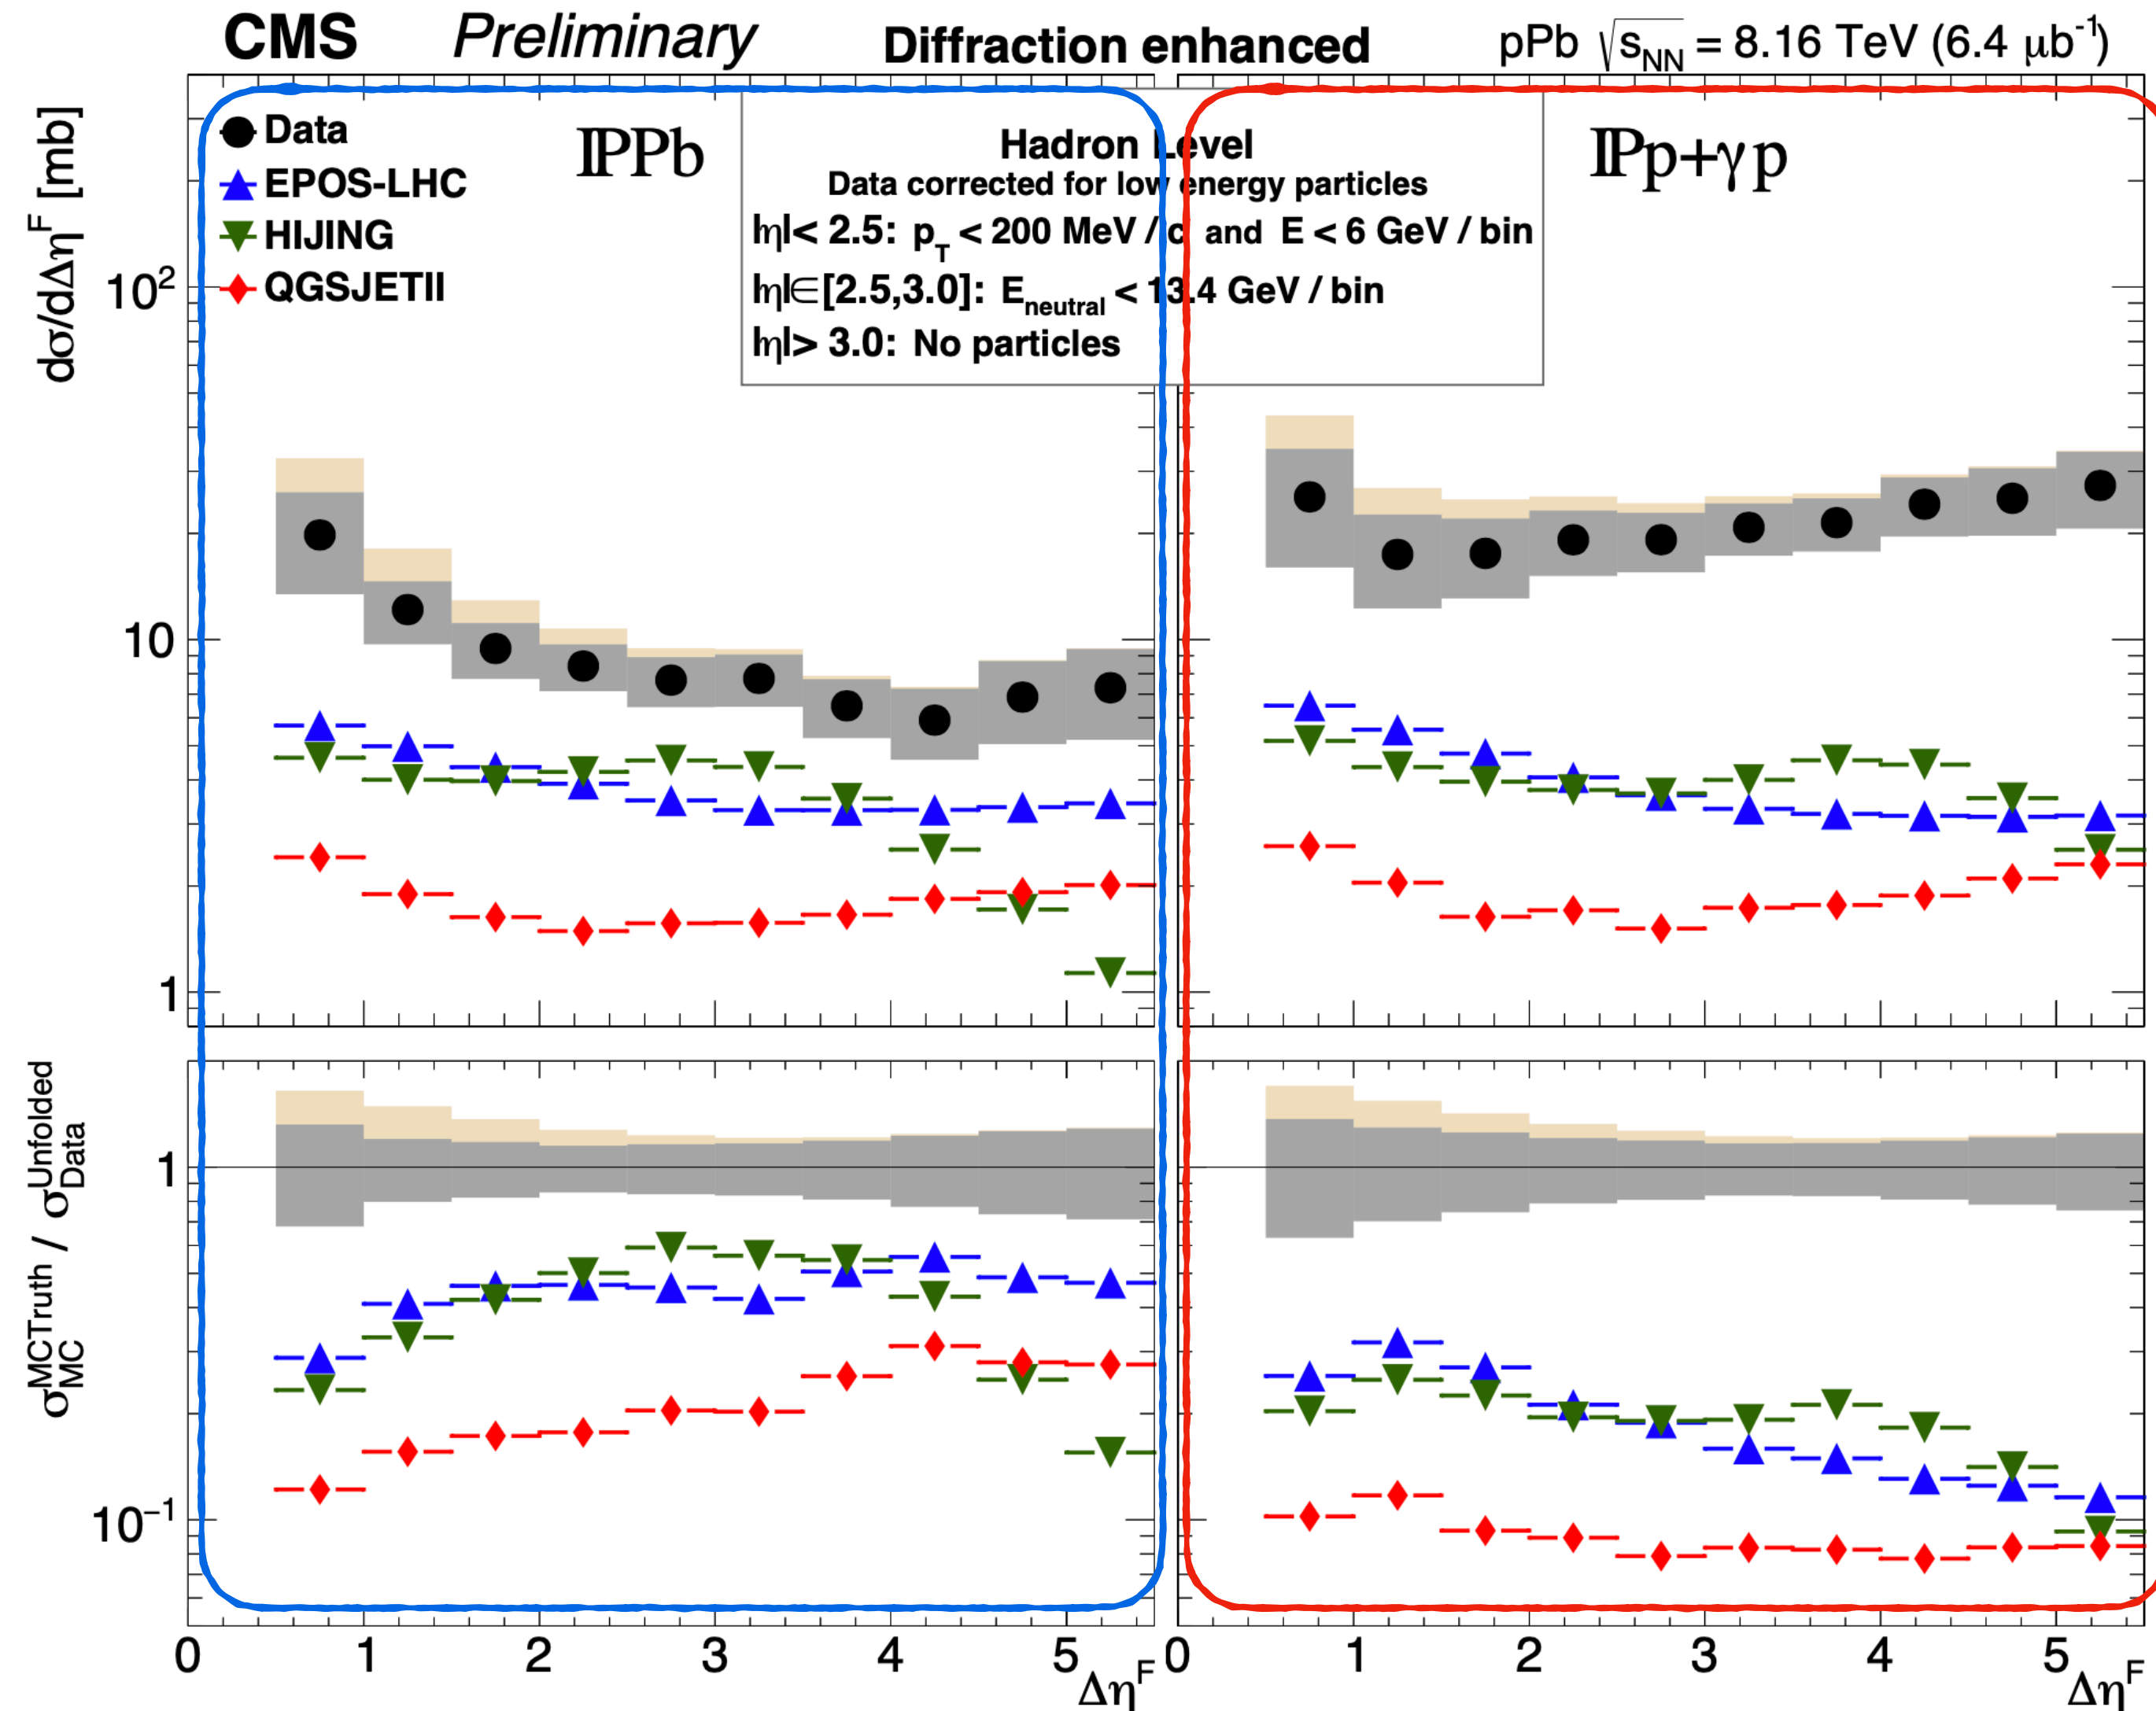 CMS Preliminary Diffraction enhanced pPb √sNN = 8.16 TeV (6.4 μb⁻¹)
dσ/dΔηF [mb]
Data
EPOS-LHC
HIJING
QGSJETII
ℙPb
Hadron Level
Data corrected for low energy particles
|η|< 2.5: pT < 200 MeV / c and E < 6 GeV / bin
|η|∈[2.5,3.0]: Eneutral < 13.4 GeV / bin
|η|> 3.0: No particles
ℙp+γp
10²
10
1
σMCTruthMC / σUnfoldedData
1
10⁻¹
0 1 2 3 4 5
ΔηF
0 1 2 3 4 5
ΔηF